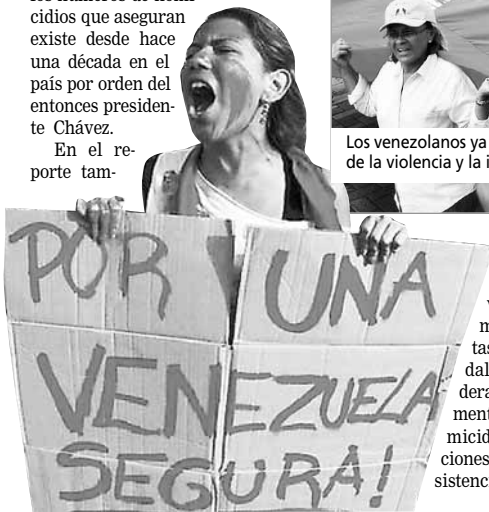 cidios que aseguran
existe desde hace
una década en el
país por orden del
entonces presiden-
te Chávez.
En el re-
porte tam-
Los venezolanos ya
de la violencia y la
POR UNA
VENEZUELA
SEGURA!
tas
dal
dera
ment
micid
ciones
sistenc